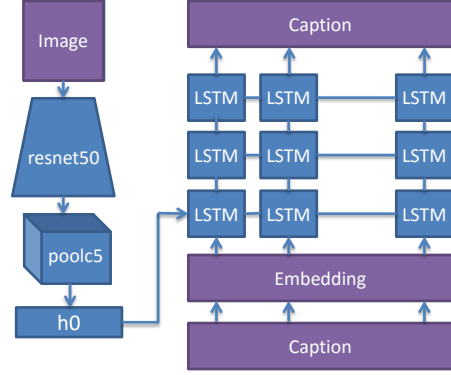 Image
resnet50
poolc5
h0
Caption
LSTM LSTM LSTM
LSTM LSTM LSTM
LSTM LSTM LSTM
Embedding
Caption